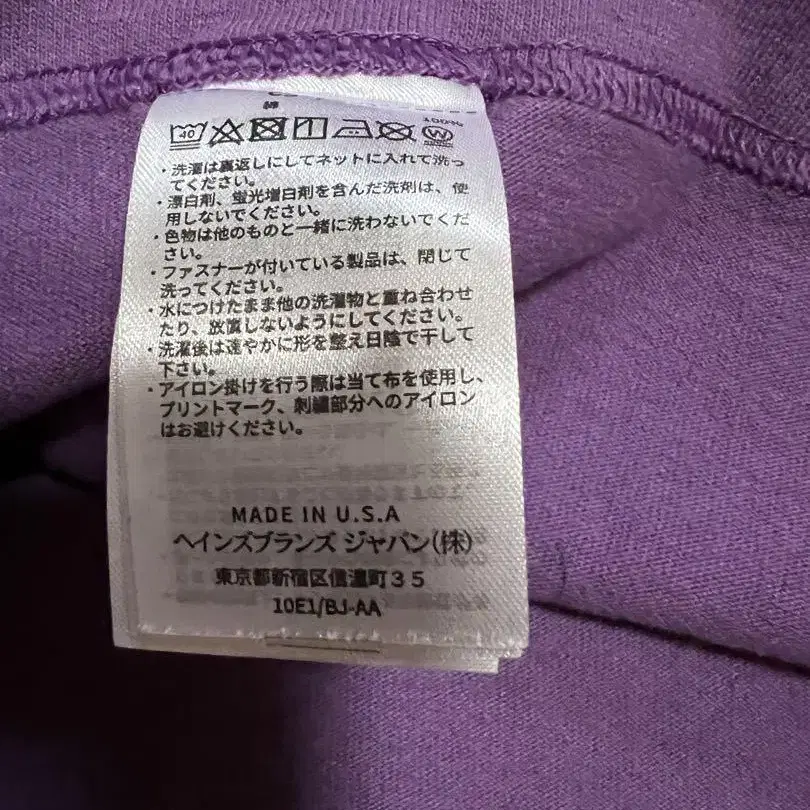 綿 100%
40
・洗濯は裏返しにしてネットに入れて洗っ
てください。
・漂白剤、蛍光増白剤を含んだ洗剤は、使
用しないでください。
・色物は他のものと一緒に洗わないでくだ
さい。
・ファスナーが付いている製品は、閉じて
洗ってください。
・水につけたまま他の洗濯物と重ね合わせ
たり、放置しないようにしてください。
・洗濯後は速やかに形を整え日陰で干して
下さい。
・アイロン掛けを行う際は当て布を使用し、
プリントマーク、刺繍部分へのアイロン
はお避けください。
MADE IN U.S.A
ヘインズブランズ ジャパン(株)
東京都新宿区信濃町35
10E1/BJ-AA